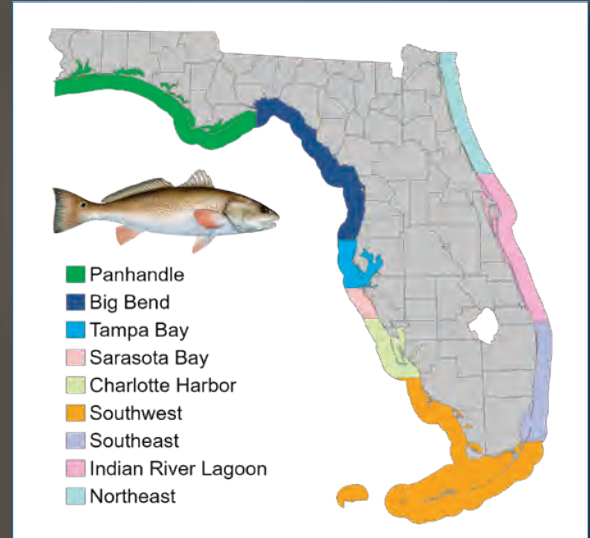 Panhandle
Big Bend
Tampa Bay
Sarasota Bay
Charlotte Harbor
Southwest
Southeast
Indian River Lagoon
Northeast